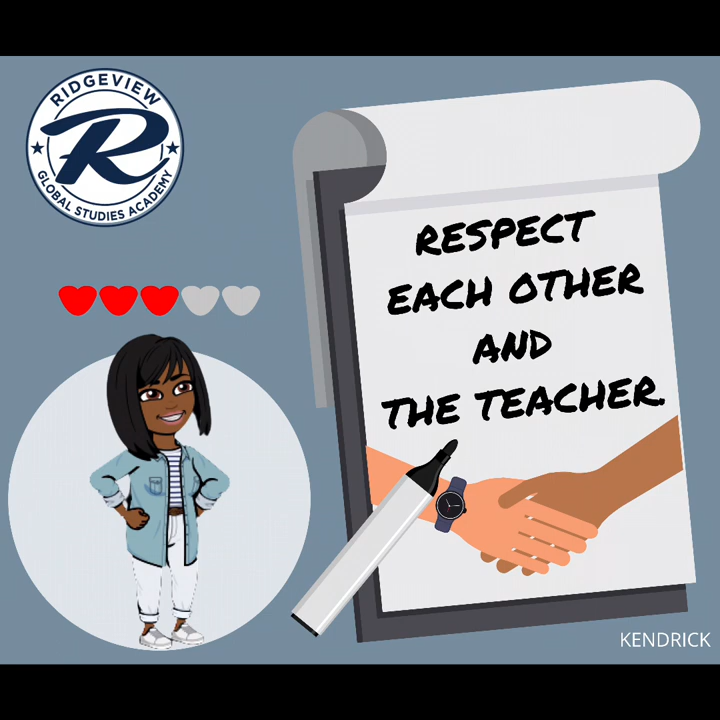 RIDGEVIEW
R
GLOBAL STUDIES ACADEMY
RESPECT
EACH OTHER
AND
THE TEACHER.
KENDRICK